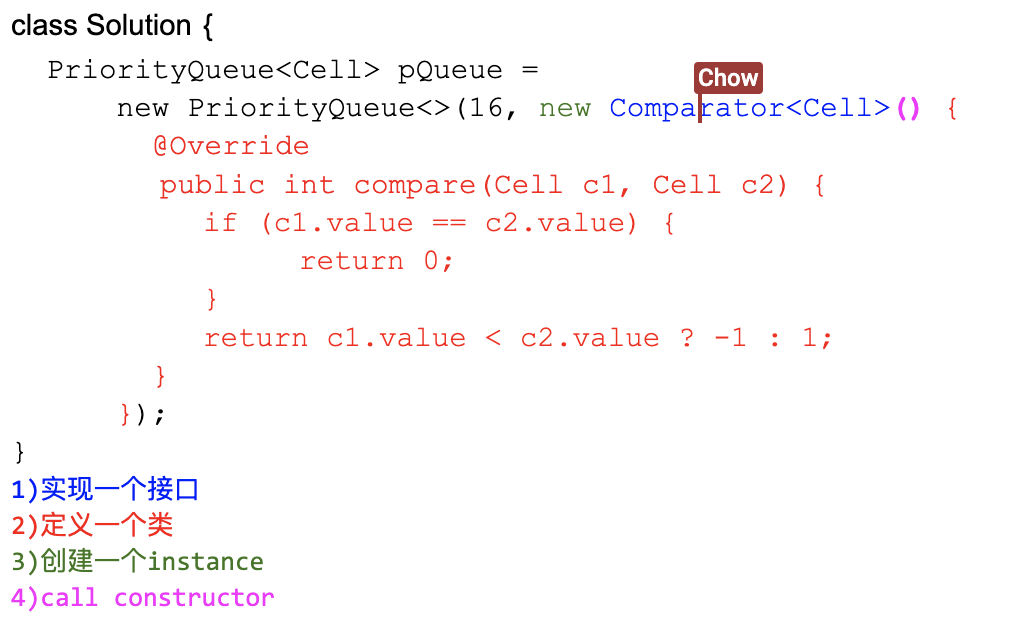 class Solution {
PriorityQueue<Cell> pQueue =
Chow
new PriorityQueue<>(16, new Comparator<Cell>() {
@Override
public int compare(Cell c1, Cell c2) {
if (c1.value == c2.value) {
return 0;
}
return c1.value < c2.value ? -1 : 1;
}
});
}
1)实现一个接口
2)定义一个类
3)创建一个instance
4)call constructor